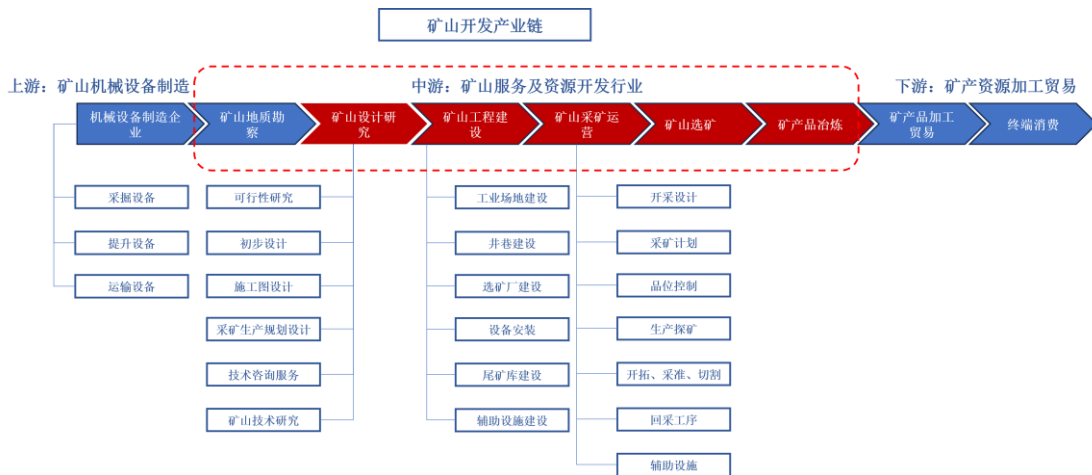 矿山开发产业链
上游：矿山机械设备制造
中游：矿山服务及资源开发行业
下游：矿产资源加工贸易
机械设备制造企
业
矿山地质勘
察
矿山设计研
究
矿山工程建
设
矿山采矿运
营
矿山选矿
矿产品冶炼
矿产品加工
贸易
终端消费
采掘设备
提升设备
运输设备
可行性研究
初步设计
施工图设计
采矿生产规划设计
技术咨询服务
矿山技术研究
工业场地建设
井巷建设
选矿厂建设
设备安装
尾矿库建设
辅助设施建设
开采设计
采矿计划
品位控制
生产探矿
开拓、采准、切割
回采工序
辅助设施